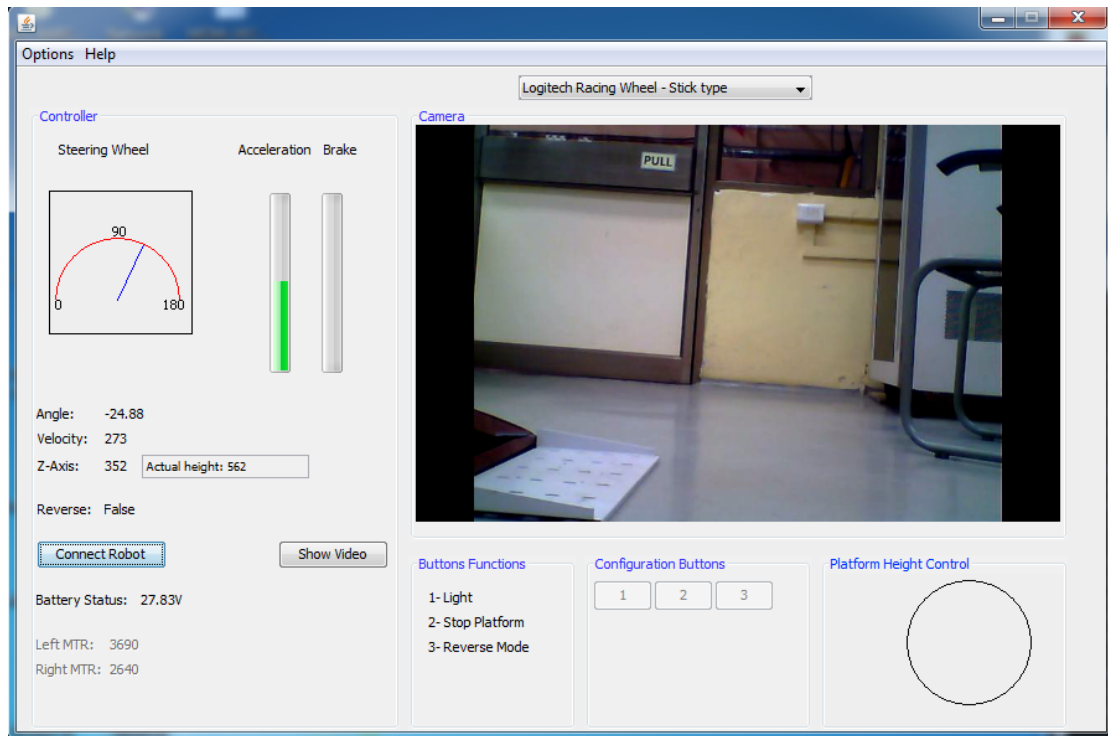 Options Help
Logitech Racing Wheel - Stick type
Controller
Steering Wheel
Acceleration Brake
90
0
180
Angle: -24.88
Velocity: 273
Z-Axis: 352 Actual height: 562
Reverse: False
Connect Robot
Show Video
Battery Status: 27.83V
Left MTR: 3690
Right MTR: 2640
Camera
PULL
Buttons Functions
1- Light
2- Stop Platform
3- Reverse Mode
Configuration Buttons
1 2 3
Platform Height Control